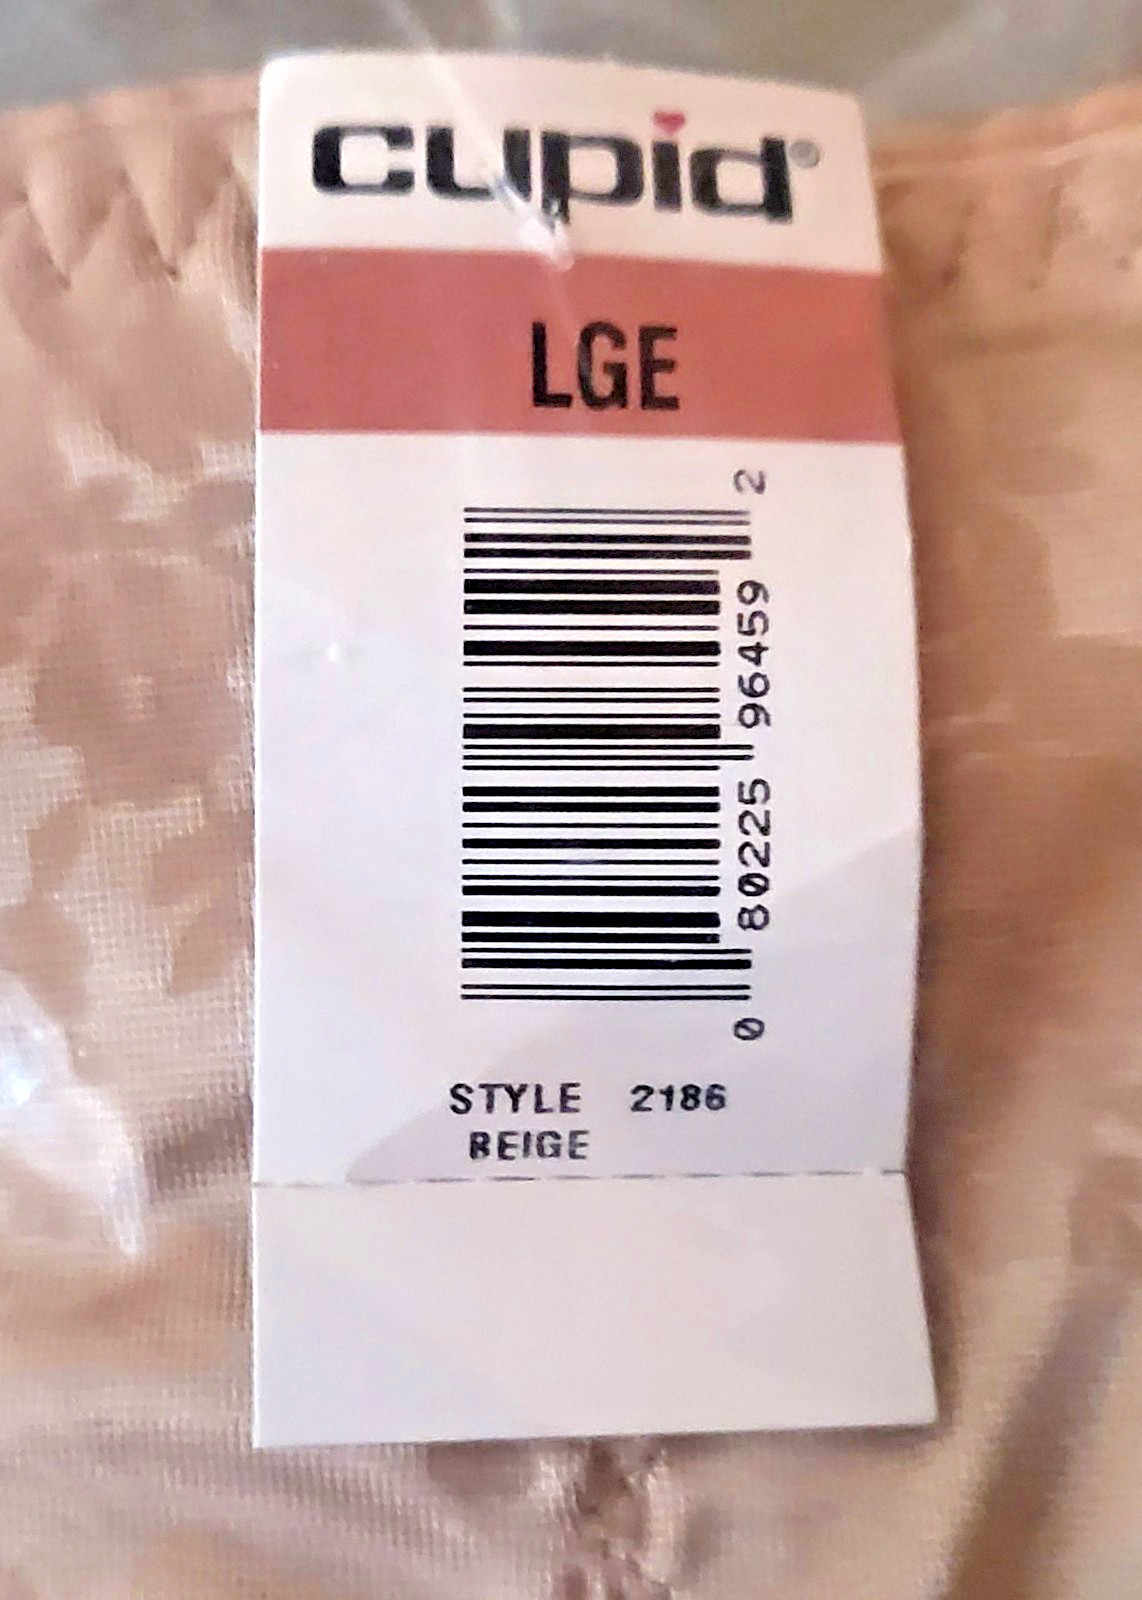 cupid®
LGE
0 80225 96459 2
STYLE 2186
BEIGE